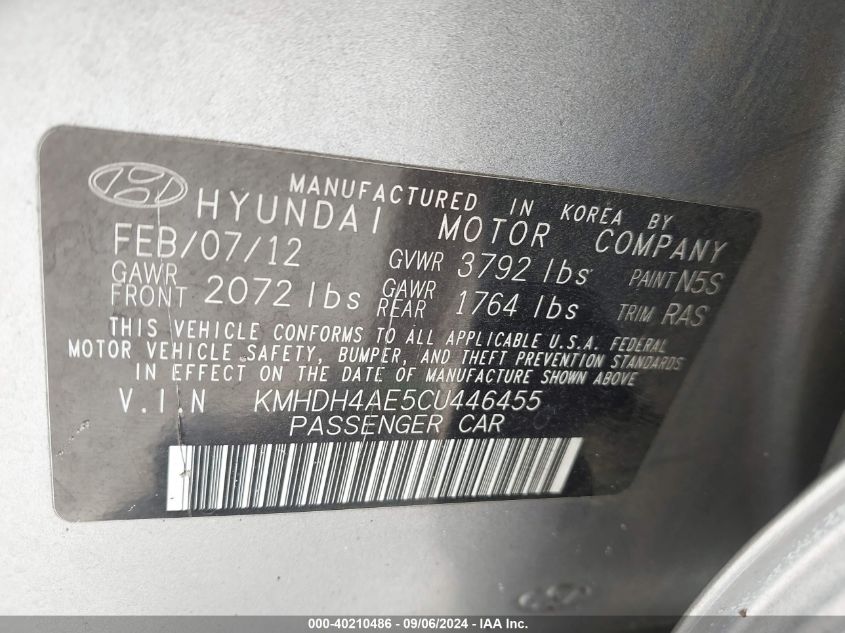 MANUFACTURED IN KOREA BY
HYUNDAI MOTOR COMPANY
FEB/07/12 GVWR 3792 lbs PAINT N5S
GAWR FRONT 2072 lbs GAWR REAR 1764 lbs TRIM RAS
THIS VEHICLE CONFORMS TO ALL APPLICABLE U.S.A. FEDERAL
MOTOR VEHICLE SAFETY, BUMPER, AND THEFT PREVENTION STANDARDS
IN EFFECT ON THE DATE OF MANUFACTURE SHOWN ABOVE.
V.I.N KMHDH4AE5CU446455
PASSENGER CAR
000-40210486 - 09/06/2024 - IAA Inc.